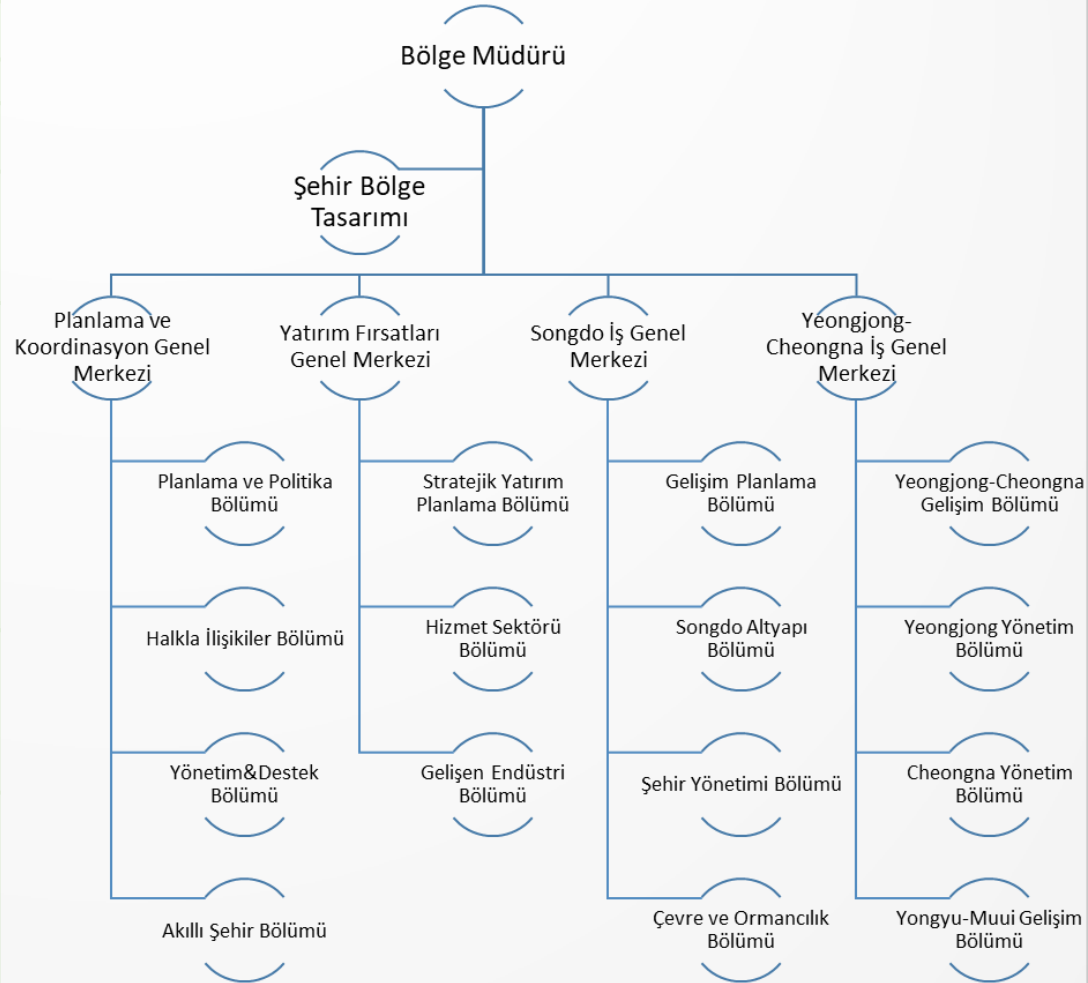 Bölge Müdürü
Şehir Bölge
Tasarımı
Planlama ve
Koordinasyon Genel
Merkezi
Yatırım Fırsatları
Genel Merkezi
Songdo İş Genel
Merkezi
Yeongjong-
Cheongna İş Genel
Merkezi
Planlama ve Politika
Bölümü
Halkla İlişikiler Bölümü
Yönetim&Destek
Bölümü
Akıllı Şehir Bölümü
Stratejik Yatırım
Planlama Bölümü
Hizmet Sektörü
Bölümü
Gelişen Endüstri
Bölümü
Gelişim Planlama
Bölümü
Songdo Altyapı
Bölümü
Şehir Yönetimi Bölümü
Çevre ve Ormancılık
Bölümü
Yeongjong-Cheongna
Gelişim Bölümü
Yeongjong Yönetim
Bölümü
Cheongna Yönetim
Bölümü
Yongyu-Muui Gelişim
Bölümü